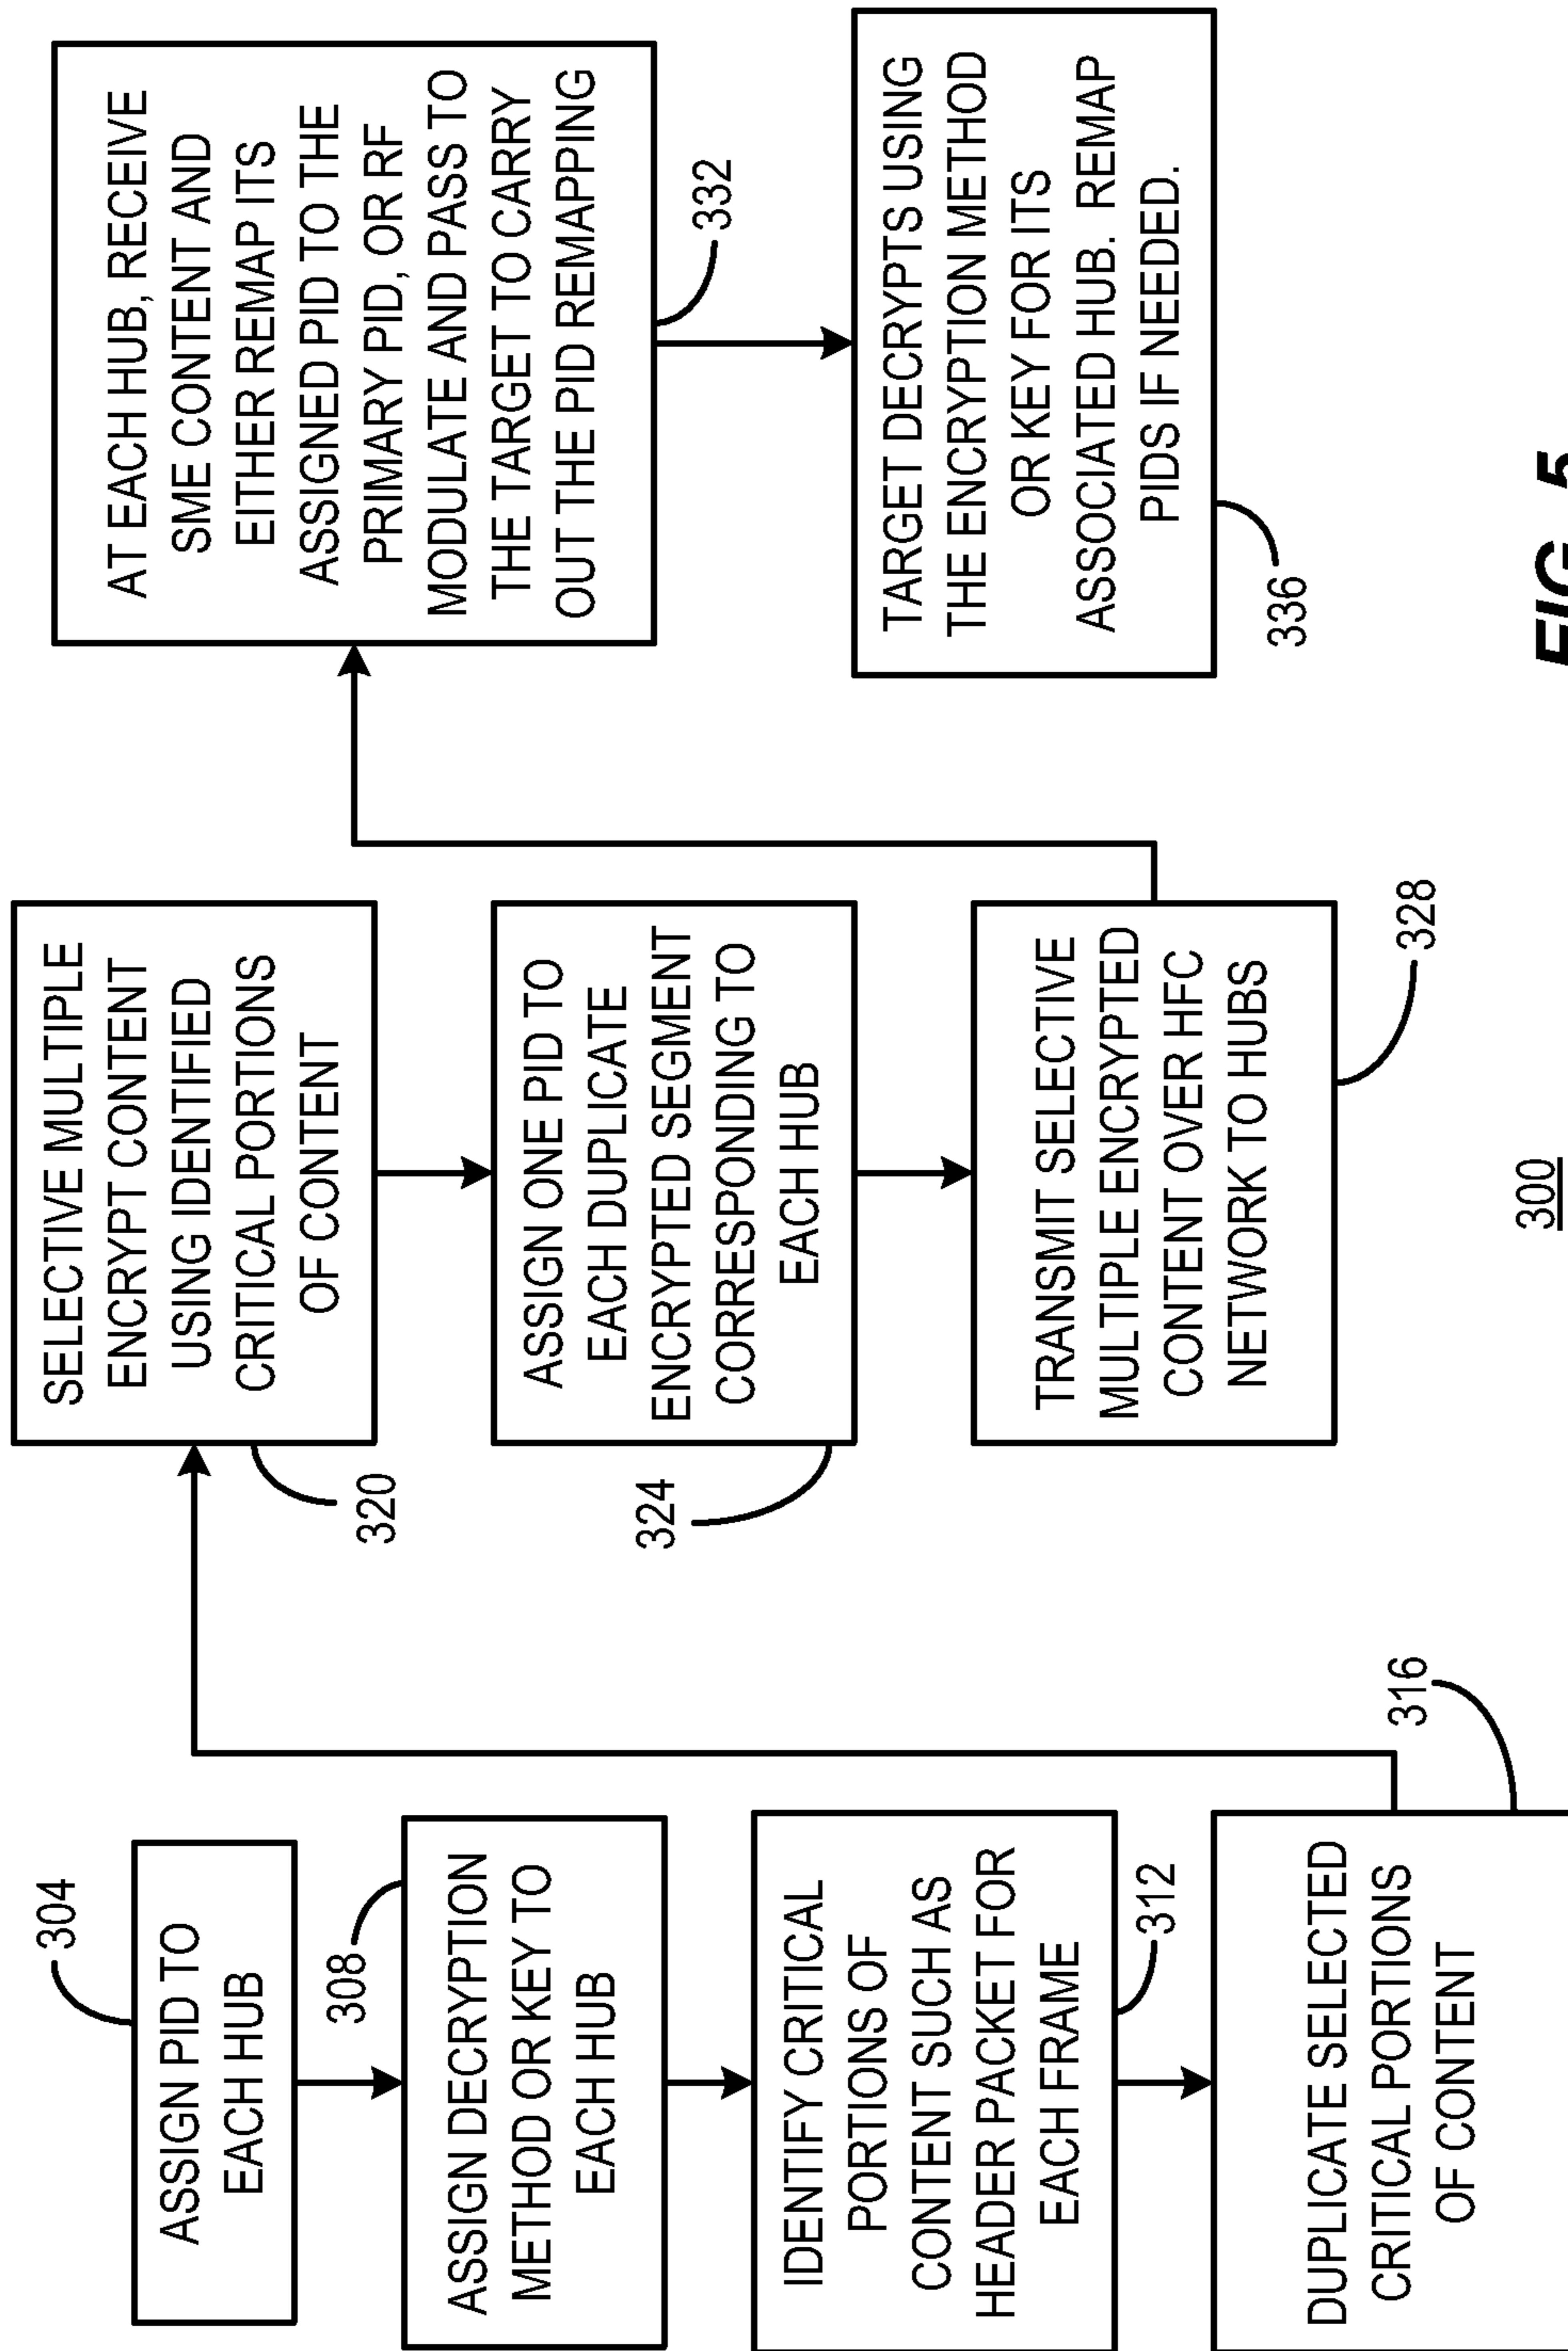 304
ASSIGN PID TO
EACH HUB
308
ASSIGN DECRYPTION
METHOD OR KEY TO
EACH HUB
IDENTIFY CRITICAL
PORTIONS OF
CONTENT SUCH AS
HEADER PACKET FOR
EACH FRAME
312
DUPLICATE SELECTED
CRITICAL PORTIONS
OF CONTENT
316
SELECTIVE MULTIPLE
ENCRYPT CONTENT
USING IDENTIFIED
CRITICAL PORTIONS
OF CONTENT
320
ASSIGN ONE PID TO
EACH DUPLICATE
ENCRYPTED SEGMENT
CORRESPONDING TO
EACH HUB
324
TRANSMIT SELECTIVE
MULTIPLE ENCRYPTED
CONTENT OVER HFC
NETWORK TO HUBS
328
AT EACH HUB, RECEIVE
SME CONTENT AND
EITHER REMAP ITS
ASSIGNED PID TO THE
PRIMARY PID, OR RF
MODULATE AND PASS TO
THE TARGET TO CARRY
OUT THE PID REMAPPING
332
TARGET DECRYPTS USING
THE ENCRYPTION METHOD
OR KEY FOR ITS
ASSOCIATED HUB. REMAP
PIDS IF NEEDED.
336
300
FIG. 5